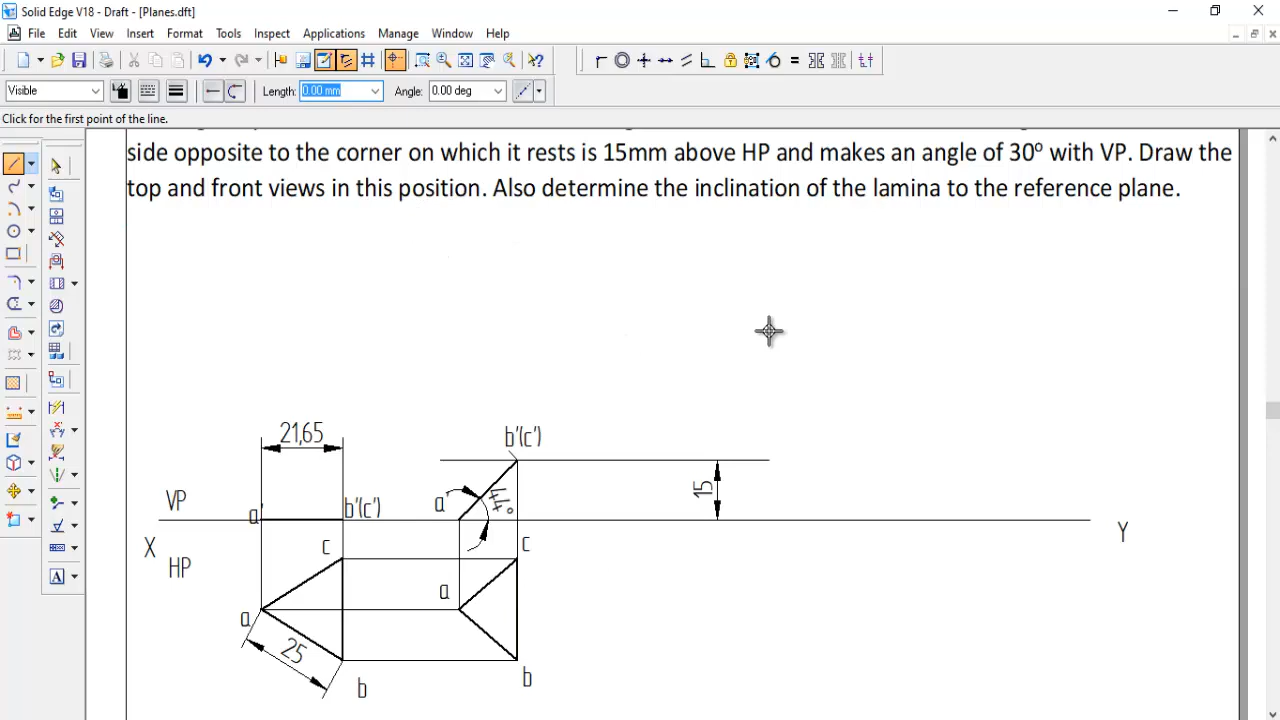 Solid Edge V18 - Draft - [Planes.dft]
File Edit View Insert Format Tools Inspect Applications Manage Window Help
Visible Length: 0.00 mm Angle: 0.00 deg
Click for the first point of the line.
side opposite to the corner on which it rests is 15mm above HP and makes an angle of 30º with VP. Draw the
top and front views in this position. Also determine the inclination of the lamina to the reference plane.
21,65
b'(c')
VP
a'
b'(c')
a'
44°
15
X
HP
Y
c
c
a
a
25
b
b
A